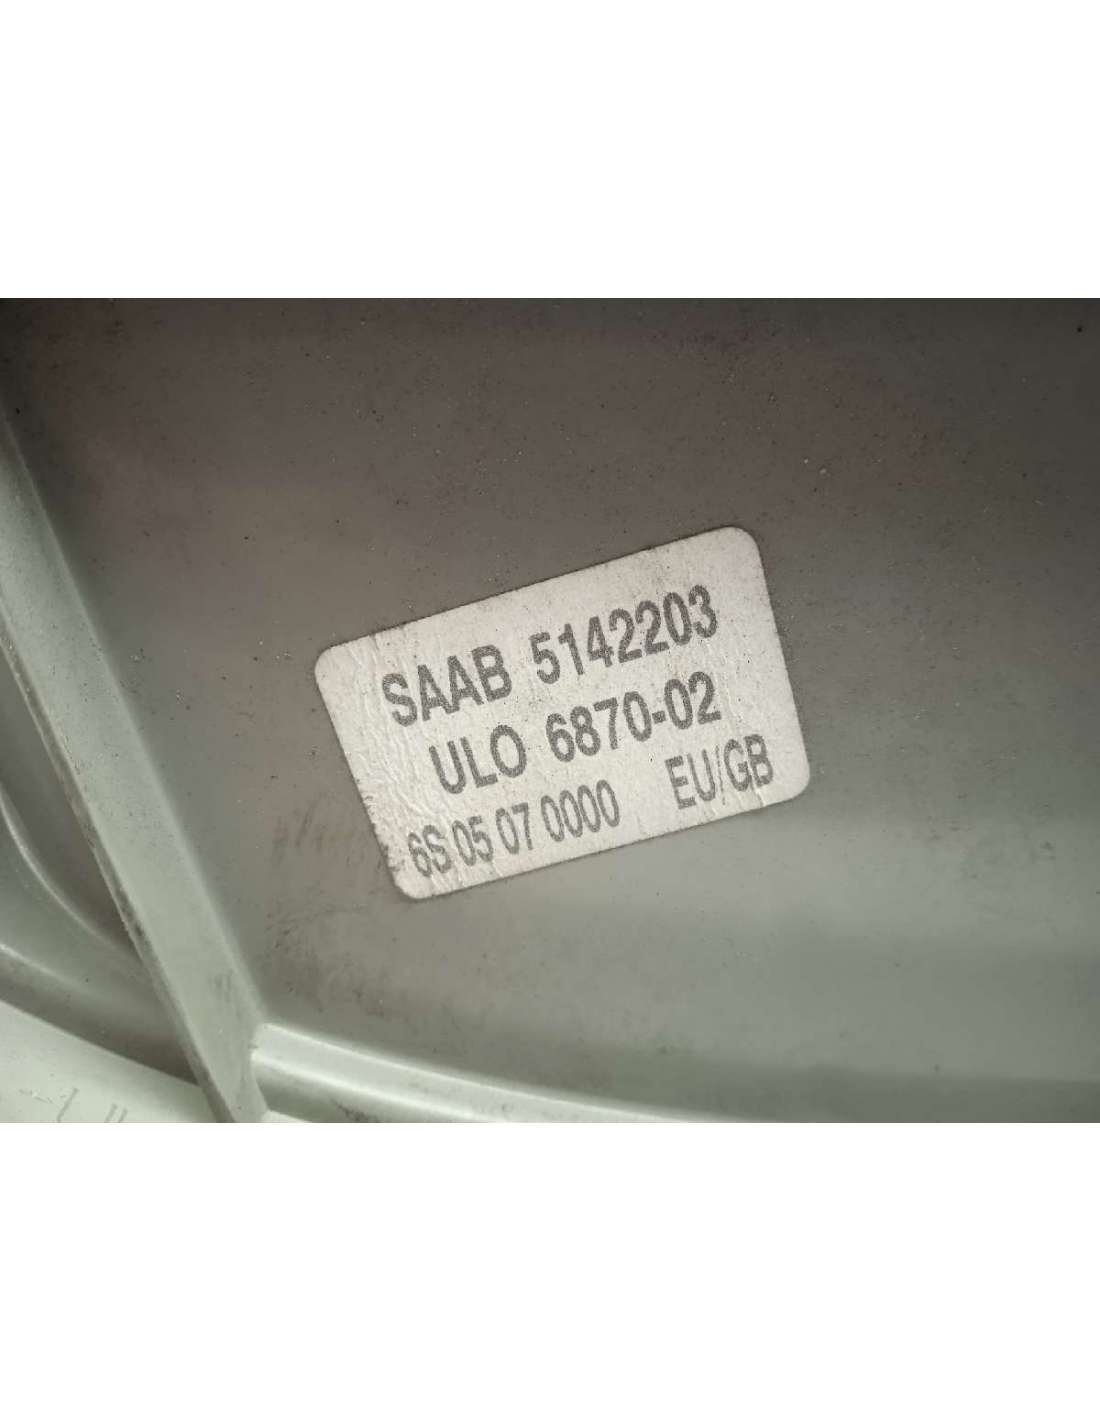 SAAB 5142203
ULO 6870-02
6S 05 07 0000 EU/GB